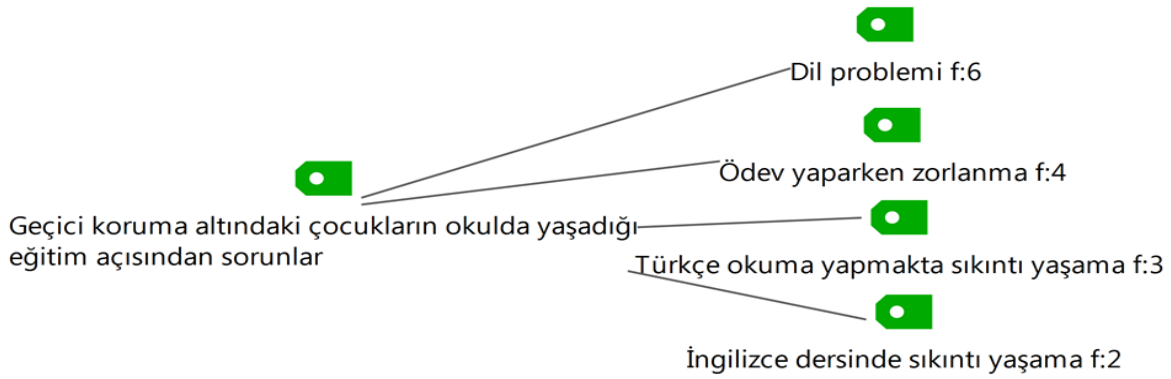 Dil problemi f:6
Ödev yaparken zorlanma f:4
Geçici koruma altındaki çocukların okulda yaşadığı
eğitim açısından sorunlar
Türkçe okuma yapmakta sıkıntı yaşama f:3
İngilizce dersinde sıkıntı yaşama f:2